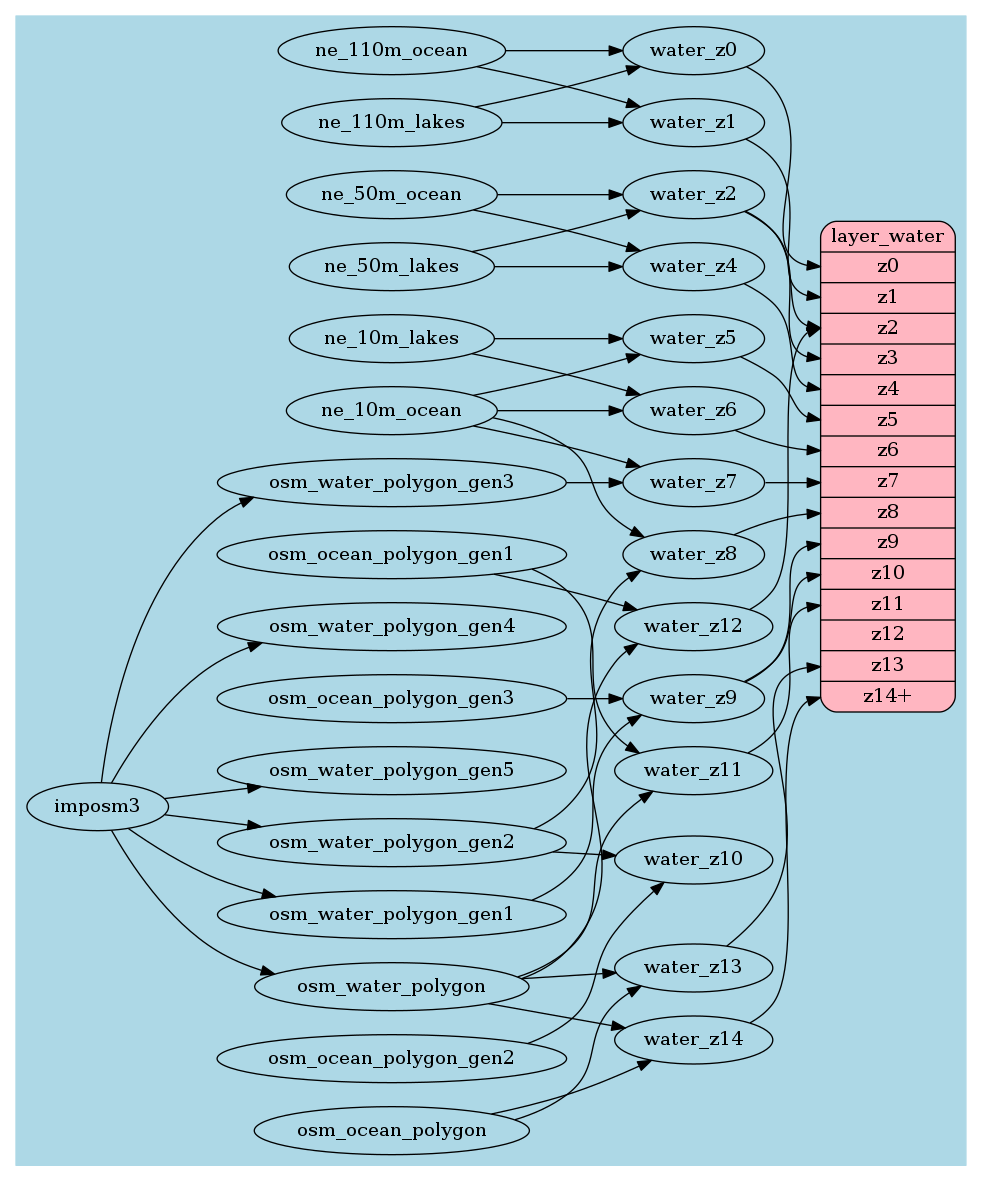 ne_110m_ocean
ne_110m_lakes
ne_50m_ocean
ne_50m_lakes
ne_10m_lakes
ne_10m_ocean
osm_water_polygon_gen3
osm_ocean_polygon_gen1
osm_water_polygon_gen4
osm_ocean_polygon_gen3
osm_water_polygon_gen5
imposm3
osm_water_polygon_gen2
osm_water_polygon_gen1
osm_water_polygon
osm_ocean_polygon_gen2
osm_ocean_polygon
water_z0
water_z1
water_z2
water_z4
water_z5
water_z6
water_z7
water_z8
water_z12
water_z9
water_z11
water_z10
water_z13
water_z14
layer_water
z0
z1
z2
z3
z4
z5
z6
z7
z8
z9
z10
z11
z12
z13
z14+